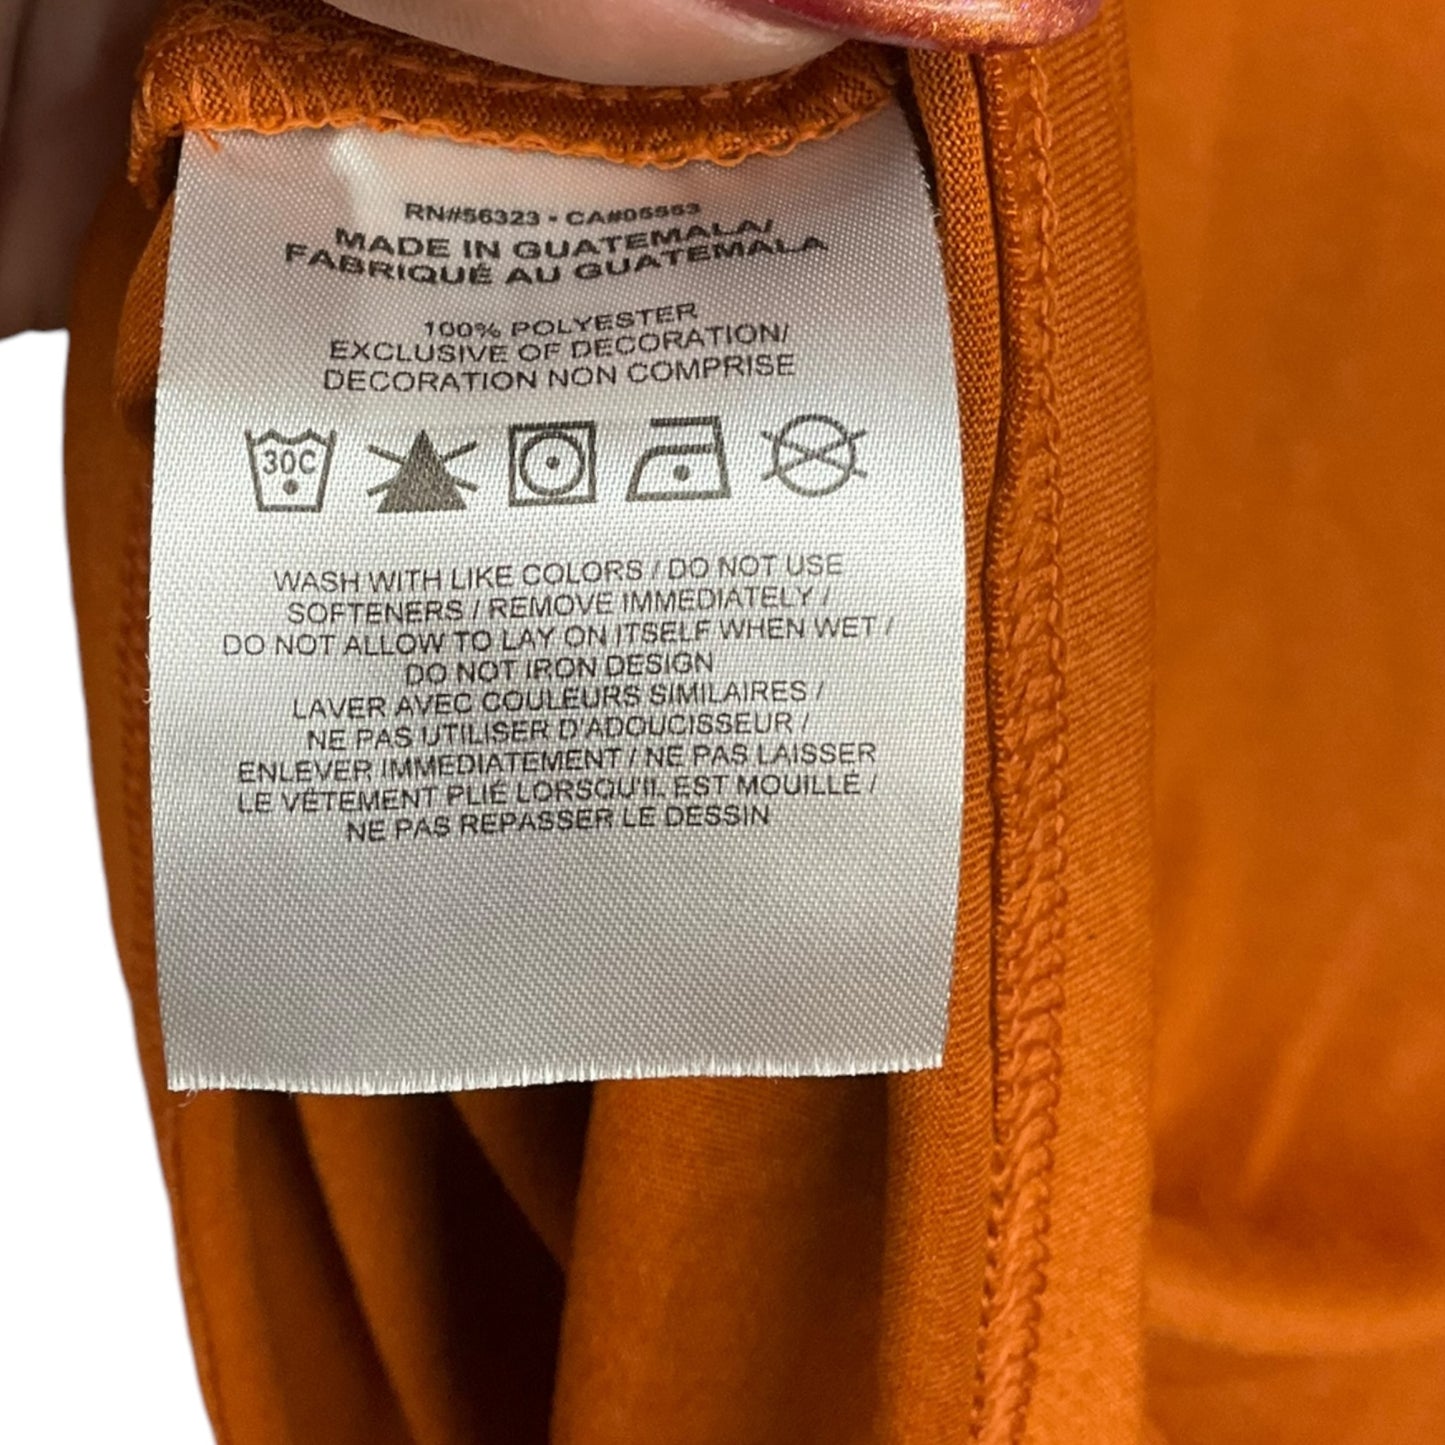 RN#56323 - CA#05553
MADE IN GUATEMALA/
FABRIQUÉ AU GUATEMALA
100% POLYESTER
EXCLUSIVE OF DECORATION/
DECORATION NON COMPRISE
30C
WASH WITH LIKE COLORS / DO NOT USE
SOFTENERS / REMOVE IMMEDIATELY /
DO NOT ALLOW TO LAY ON ITSELF WHEN WET /
DO NOT IRON DESIGN
LAVER AVEC COULEURS SIMILAIRES /
NE PAS UTILISER D'ADOUCISSEUR /
ENLEVER IMMEDIATEMENT / NE PAS LAISSER
LE VÊTEMENT PLIÉ LORSQU'IL EST MOUILLÉ /
NE PAS REPASSER LE DESSIN